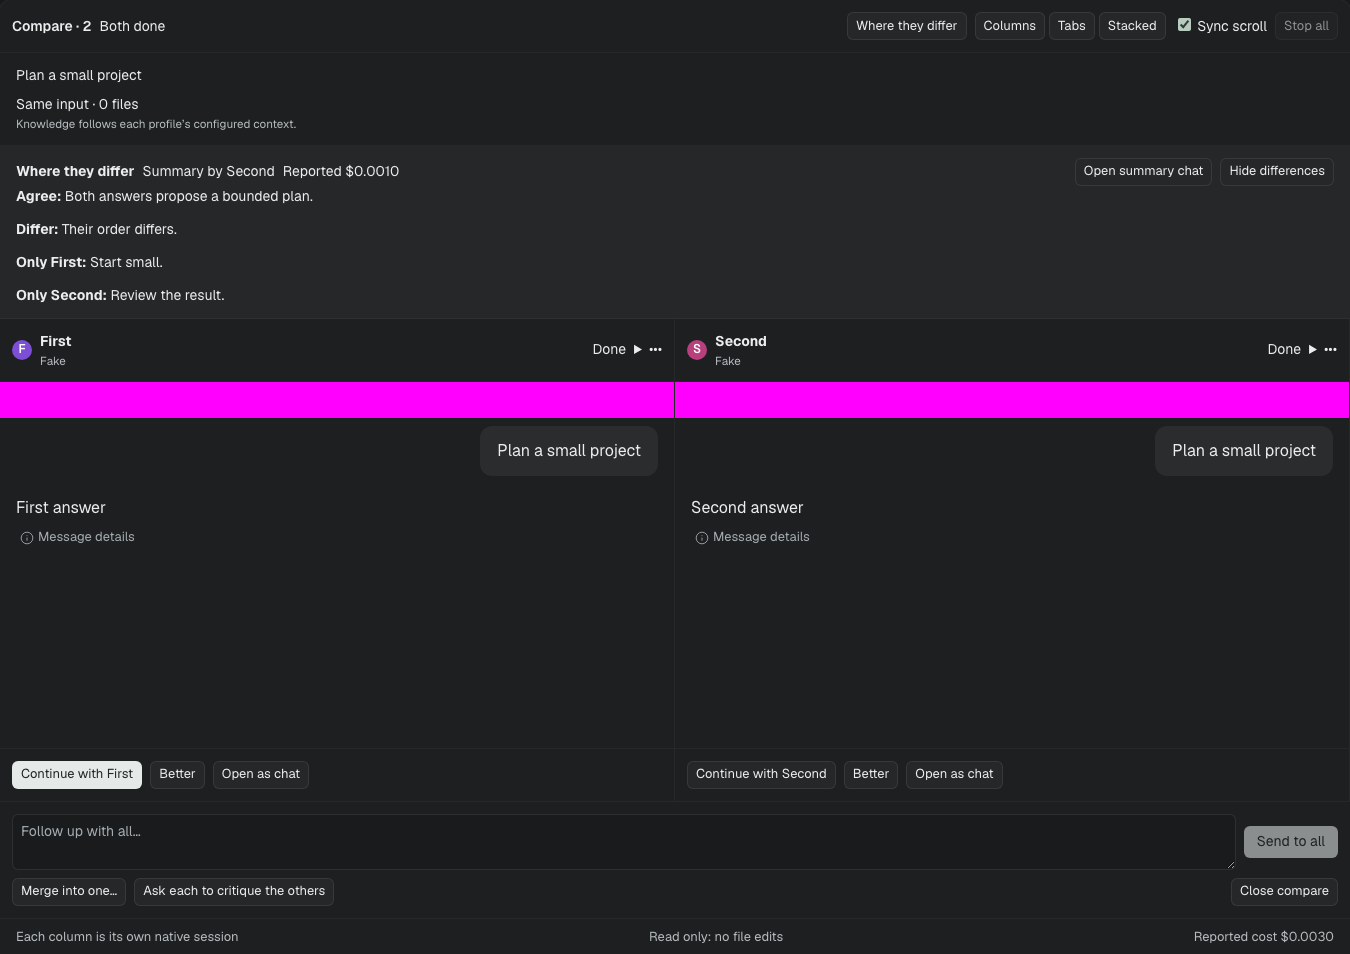 Compare · 2 Both done
Where they differ
Columns
Tabs
Stacked
Sync scroll
Stop all
Plan a small project
Same input · 0 files
Knowledge follows each profile's configured context.
Where they differ Summary by Second Reported $0.0010
Open summary chat
Hide differences
Agree: Both answers propose a bounded plan.
Differ: Their order differs.
Only First: Start small.
Only Second: Review the result.
F
First
Fake
Done
Plan a small project
First answer
Message details
Continue with First
Better
Open as chat
S
Second
Fake
Done
Plan a small project
Second answer
Message details
Continue with Second
Better
Open as chat
Follow up with all…
Send to all
Merge into one…
Ask each to critique the others
Close compare
Each column is its own native session
Read only: no file edits
Reported cost $0.0030